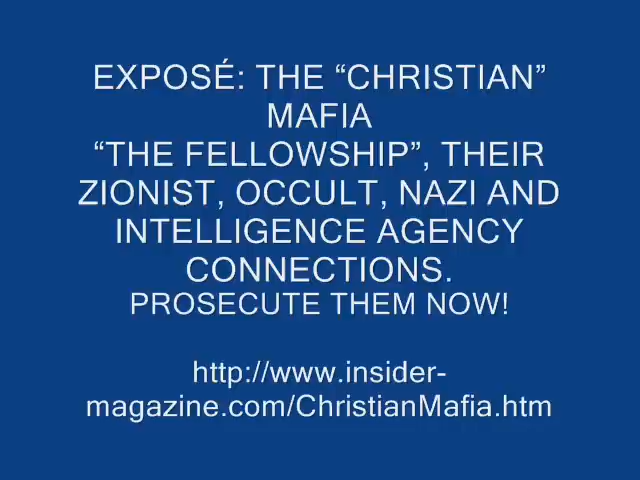 EXPOSÉ: THE “CHRISTIAN”
MAFIA
“THE FELLOWSHIP”, THEIR
ZIONIST, OCCULT, NAZI AND
INTELLIGENCE AGENCY
CONNECTIONS.
PROSECUTE THEM NOW!
http://www.insider-
magazine.com/ChristianMafia.htm